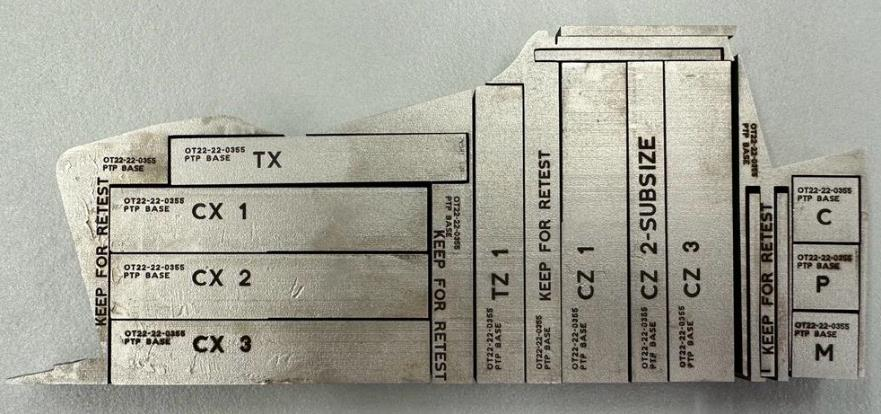 OT22-22-0355
PTP BASE
KEEP FOR RETEST
OT22-22-0355
PTP BASE
TX
OT22-22-0355
PTP BASE
CX 1
OT22-22-0355
PTP BASE
CX 2
OT22-22-0355
PTP BASE
CX 3
OT22-22-0355
PTP BASE
KEEP FOR RETEST
OT22-22-0355
PTP BASE
TZ 1
OT22-22-0355
PTP BASE
KEEP FOR RETEST
OT22-22-0355
PTP BASE
CZ 1
OT22-22-0355
PTP BASE
CZ 2-SUBSIZE
OT22-22-0355
PTP BASE
CZ 3
OT22-22-0355
PTP BASE
KEEP FOR RETEST
OT22-22-0355
PTP BASE
C
OT22-22-0355
PTP BASE
P
OT22-22-0355
PTP BASE
M